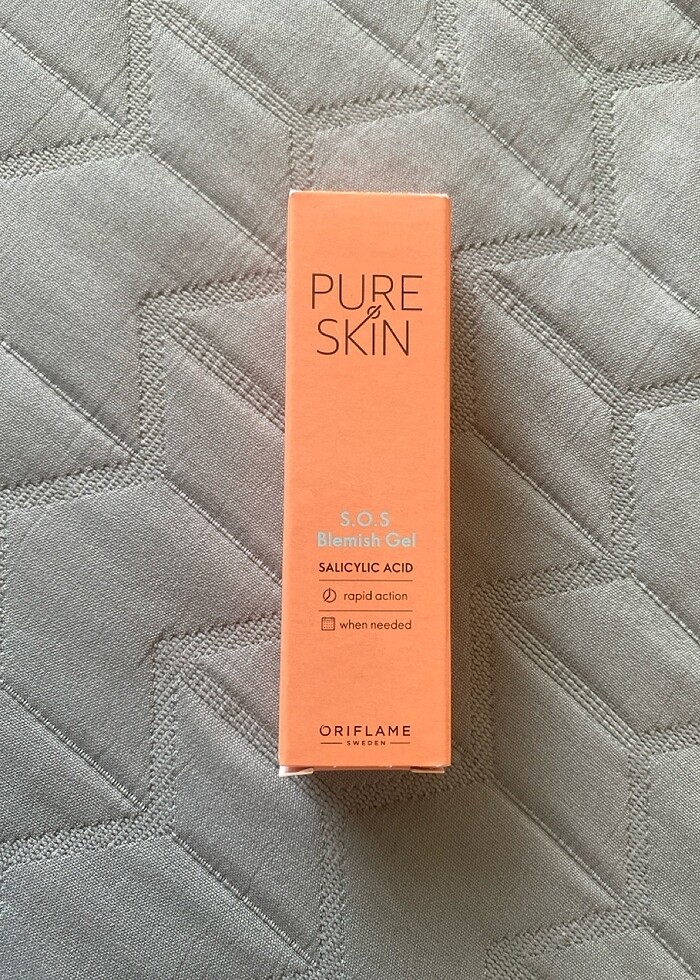 PURE
SKIN
S.O.S
Blemish Gel
SALICYLIC ACID
rapid action
when needed
ORIFLAME
SWEDEN